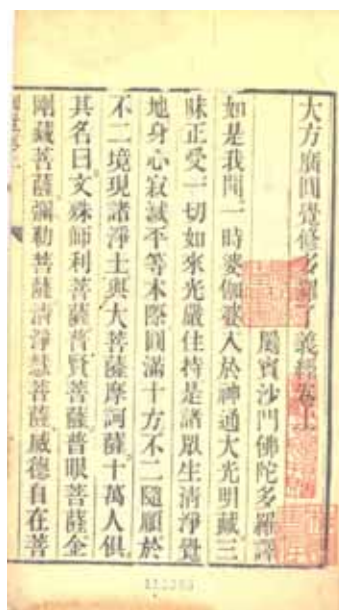 大方廣圓覺修多羅了義經卷上
罽賓沙門佛陀多羅譯
如是我聞一時婆伽婆入於神通大光明藏三
昧正受一切如來光嚴住持是諸眾生清淨覺
地身心寂滅平等本際圓滿十方不二隨順於
不二境現諸淨土與大菩薩摩訶薩十萬人俱
其名曰文殊師利菩薩普賢菩薩普眼菩薩金
剛藏菩薩彌勒菩薩清淨慧菩薩威德自在菩